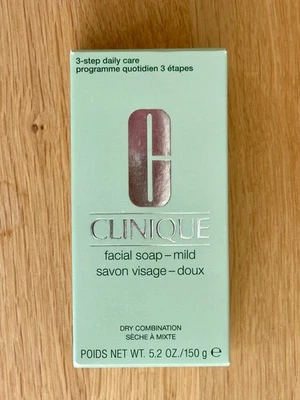 3-step daily care
programme quotidien 3 étapes
C
CLINIQUE
facial soap – mild
savon visage – doux
DRY COMBINATION
SÈCHE À MIXTE
POIDS NET WT. 5.2 OZ./150 g ℮